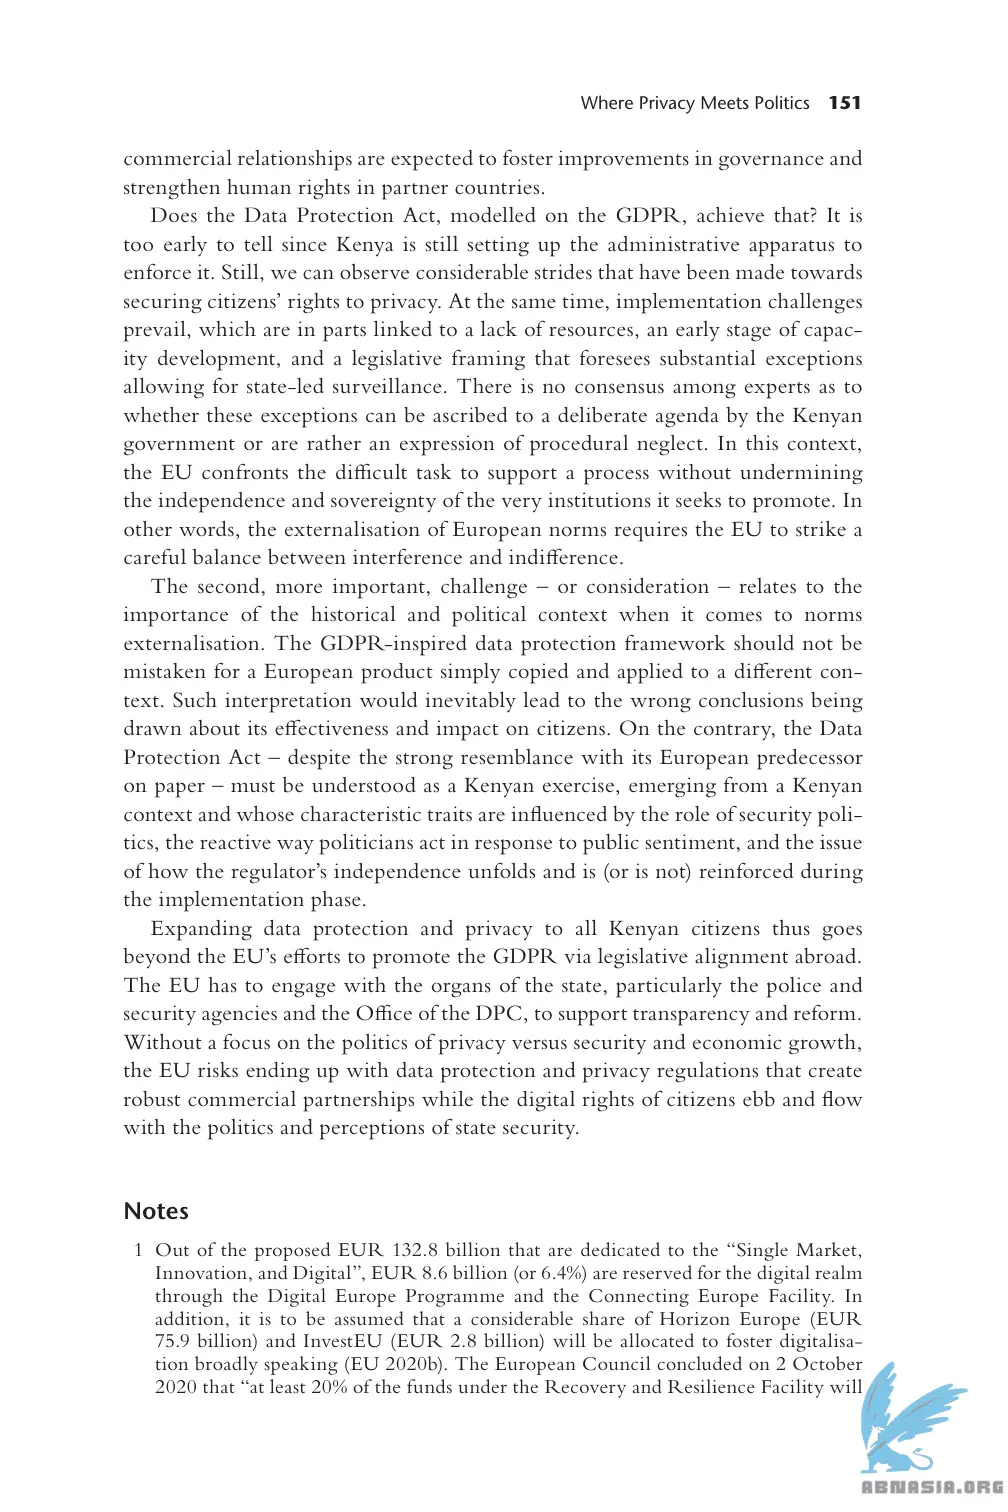 Where Privacy Meets Politics 151
commercial relationships are expected to foster improvements in governance and
strengthen human rights in partner countries.
Does the Data Protection Act, modelled on the GDPR, achieve that? It is
too early to tell since Kenya is still setting up the administrative apparatus to
enforce it. Still, we can observe considerable strides that have been made towards
securing citizens’ rights to privacy. At the same time, implementation challenges
prevail, which are in parts linked to a lack of resources, an early stage of capac-
ity development, and a legislative framing that foresees substantial exceptions
allowing for state-led surveillance. There is no consensus among experts as to
whether these exceptions can be ascribed to a deliberate agenda by the Kenyan
government or are rather an expression of procedural neglect. In this context,
the EU confronts the difficult task to support a process without undermining
the independence and sovereignty of the very institutions it seeks to promote. In
other words, the externalisation of European norms requires the EU to strike a
careful balance between interference and indifference.
The second, more important, challenge – or consideration – relates to the
importance of the historical and political context when it comes to norms
externalisation. The GDPR-inspired data protection framework should not be
mistaken for a European product simply copied and applied to a different con-
text. Such interpretation would inevitably lead to the wrong conclusions being
drawn about its effectiveness and impact on citizens. On the contrary, the Data
Protection Act – despite the strong resemblance with its European predecessor
on paper – must be understood as a Kenyan exercise, emerging from a Kenyan
context and whose characteristic traits are influenced by the role of security poli-
tics, the reactive way politicians act in response to public sentiment, and the issue
of how the regulator’s independence unfolds and is (or is not) reinforced during
the implementation phase.
Expanding data protection and privacy to all Kenyan citizens thus goes
beyond the EU’s efforts to promote the GDPR via legislative alignment abroad.
The EU has to engage with the organs of the state, particularly the police and
security agencies and the Office of the DPC, to support transparency and reform.
Without a focus on the politics of privacy versus security and economic growth,
the EU risks ending up with data protection and privacy regulations that create
robust commercial partnerships while the digital rights of citizens ebb and flow
with the politics and perceptions of state security.
Notes
1 Out of the proposed EUR 132.8 billion that are dedicated to the “Single Market,
Innovation, and Digital”, EUR 8.6 billion (or 6.4%) are reserved for the digital realm
through the Digital Europe Programme and the Connecting Europe Facility. In
addition, it is to be assumed that a considerable share of Horizon Europe (EUR
75.9 billion) and InvestEU (EUR 2.8 billion) will be allocated to foster digitalisa-
tion broadly speaking (EU 2020b). The European Council concluded on 2 October
2020 that “at least 20% of the funds under the Recovery and Resilience Facility will
ABNASIA.ORG